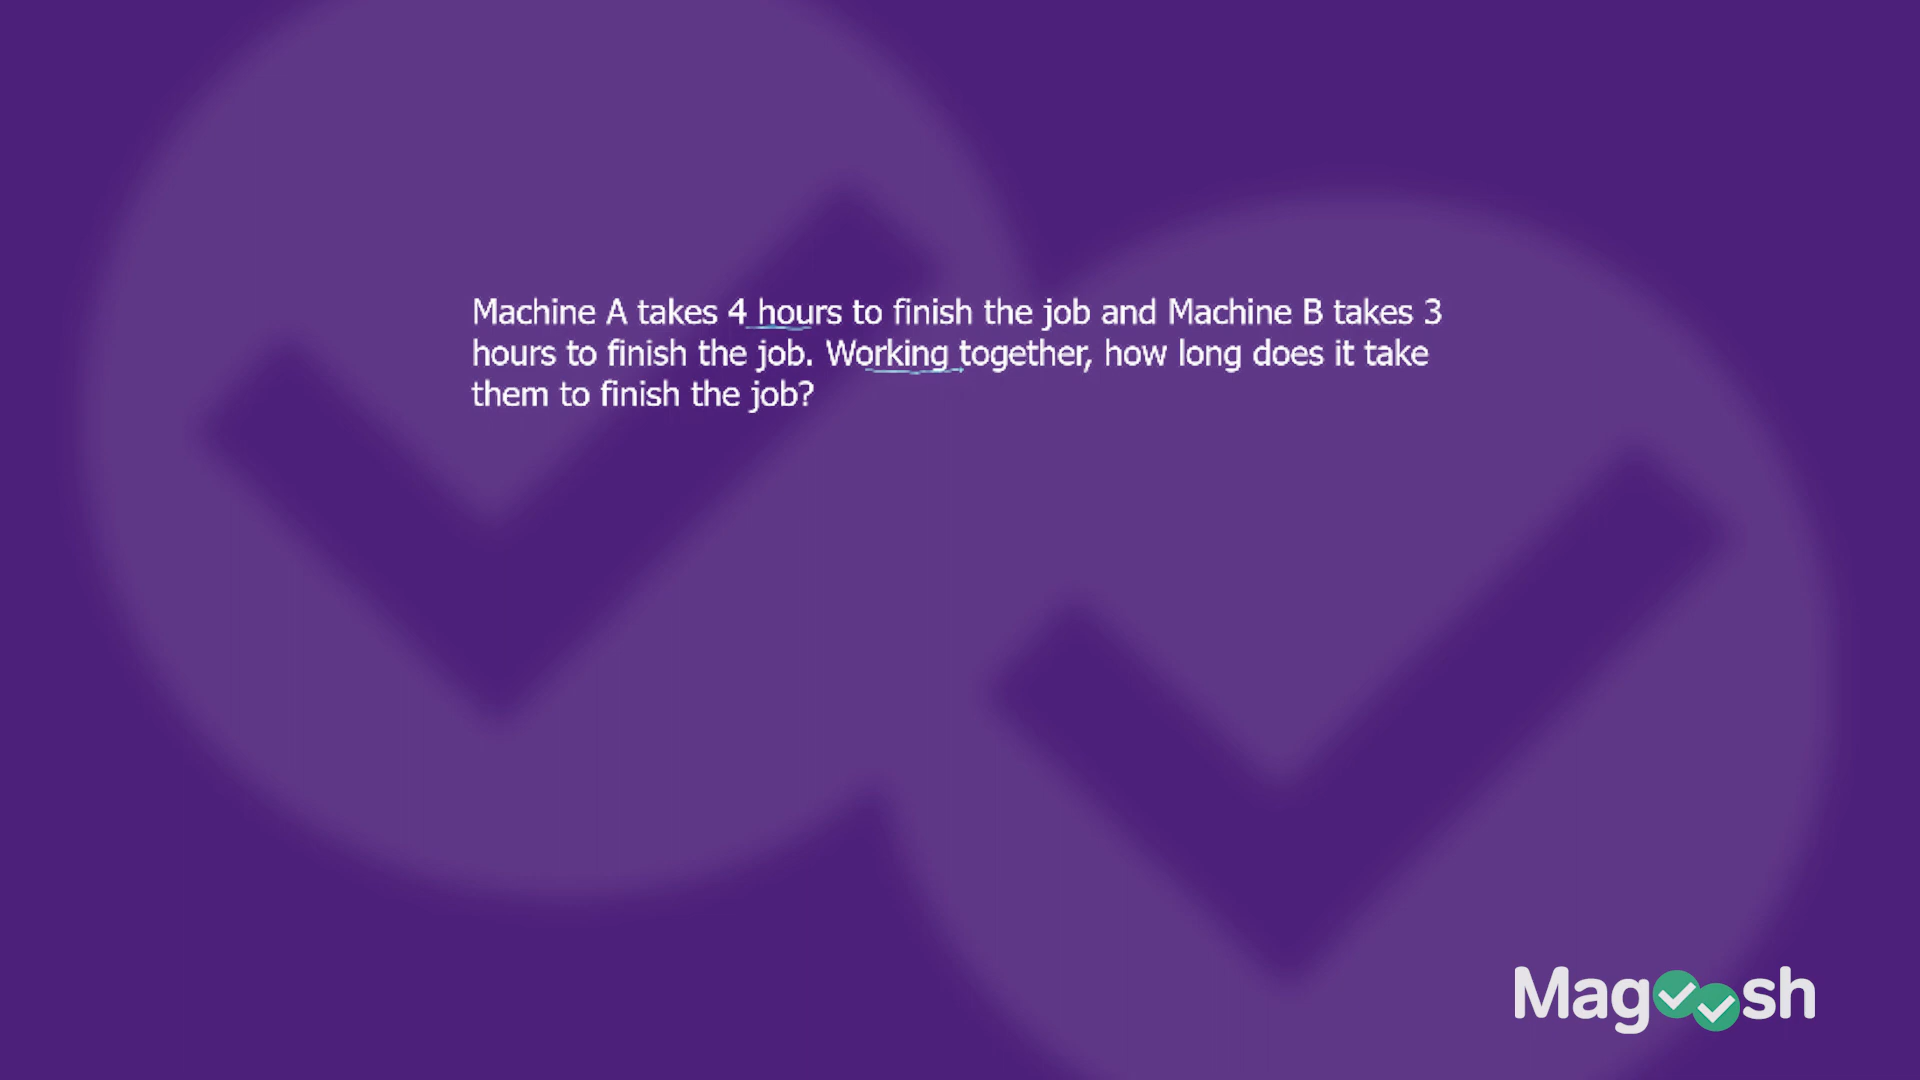 Machine A takes 4 hours to finish the job and Machine B takes 3
hours to finish the job. Working together, how long does it take
them to finish the job?
Magoosh